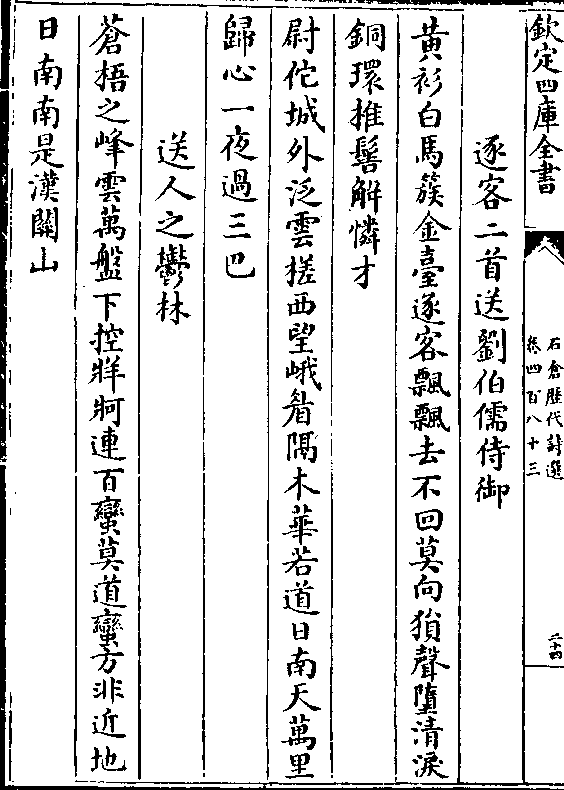 欽定四庫全書
石倉歷代詩選
卷四百八十三
二十四
逐客二首送劉伯儒侍御
黄衫白馬簇金臺逐客飄飄去不回莫向猿聲墮清淚
銅環推髻解憐才
尉佗城外泛雲槎西望峨眉隔木華若道日南天萬里
歸心一夜過三巴
送人之鬱林
蒼梧之峰雲萬盤下控牂牁連百蠻莫道蠻方非近地
日南南是漢關山